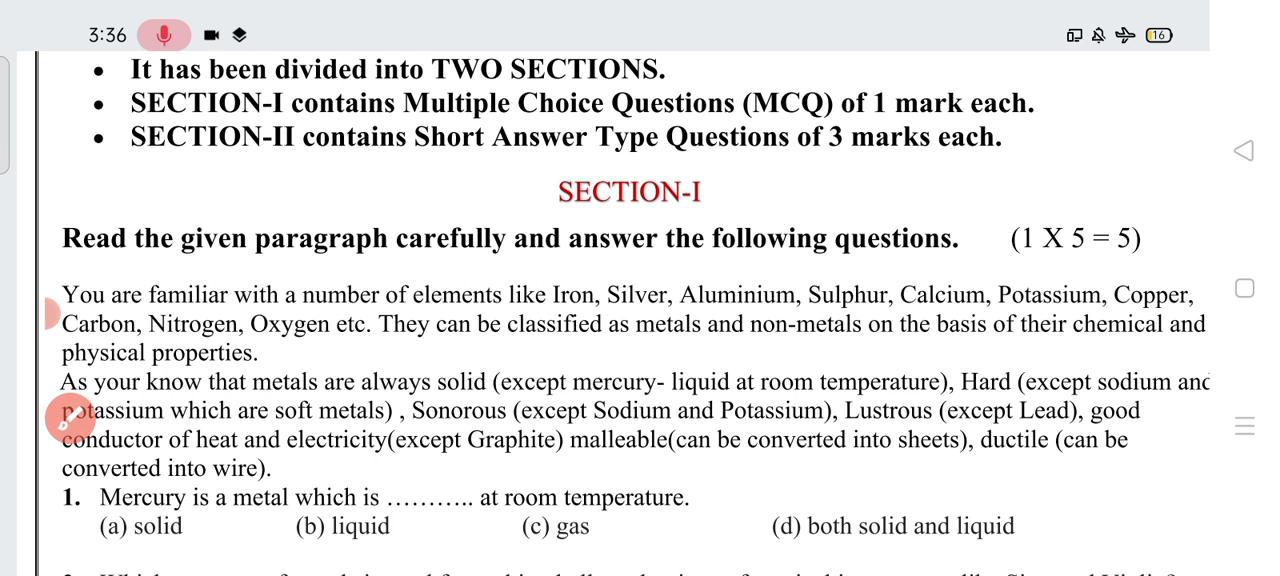 3:36
16
• It has been divided into TWO SECTIONS.
• SECTION-I contains Multiple Choice Questions (MCQ) of 1 mark each.
• SECTION-II contains Short Answer Type Questions of 3 marks each.
SECTION-I
Read the given paragraph carefully and answer the following questions. (1 X 5 = 5)
You are familiar with a number of elements like Iron, Silver, Aluminium, Sulphur, Calcium, Potassium, Copper,
Carbon, Nitrogen, Oxygen etc. They can be classified as metals and non-metals on the basis of their chemical and
physical properties.
As your know that metals are always solid (except mercury- liquid at room temperature), Hard (except sodium and
potassium which are soft metals) , Sonorous (except Sodium and Potassium), Lustrous (except Lead), good
conductor of heat and electricity(except Graphite) malleable(can be converted into sheets), ductile (can be
converted into wire).
1. Mercury is a metal which is ……….. at room temperature.
(a) solid (b) liquid (c) gas (d) both solid and liquid